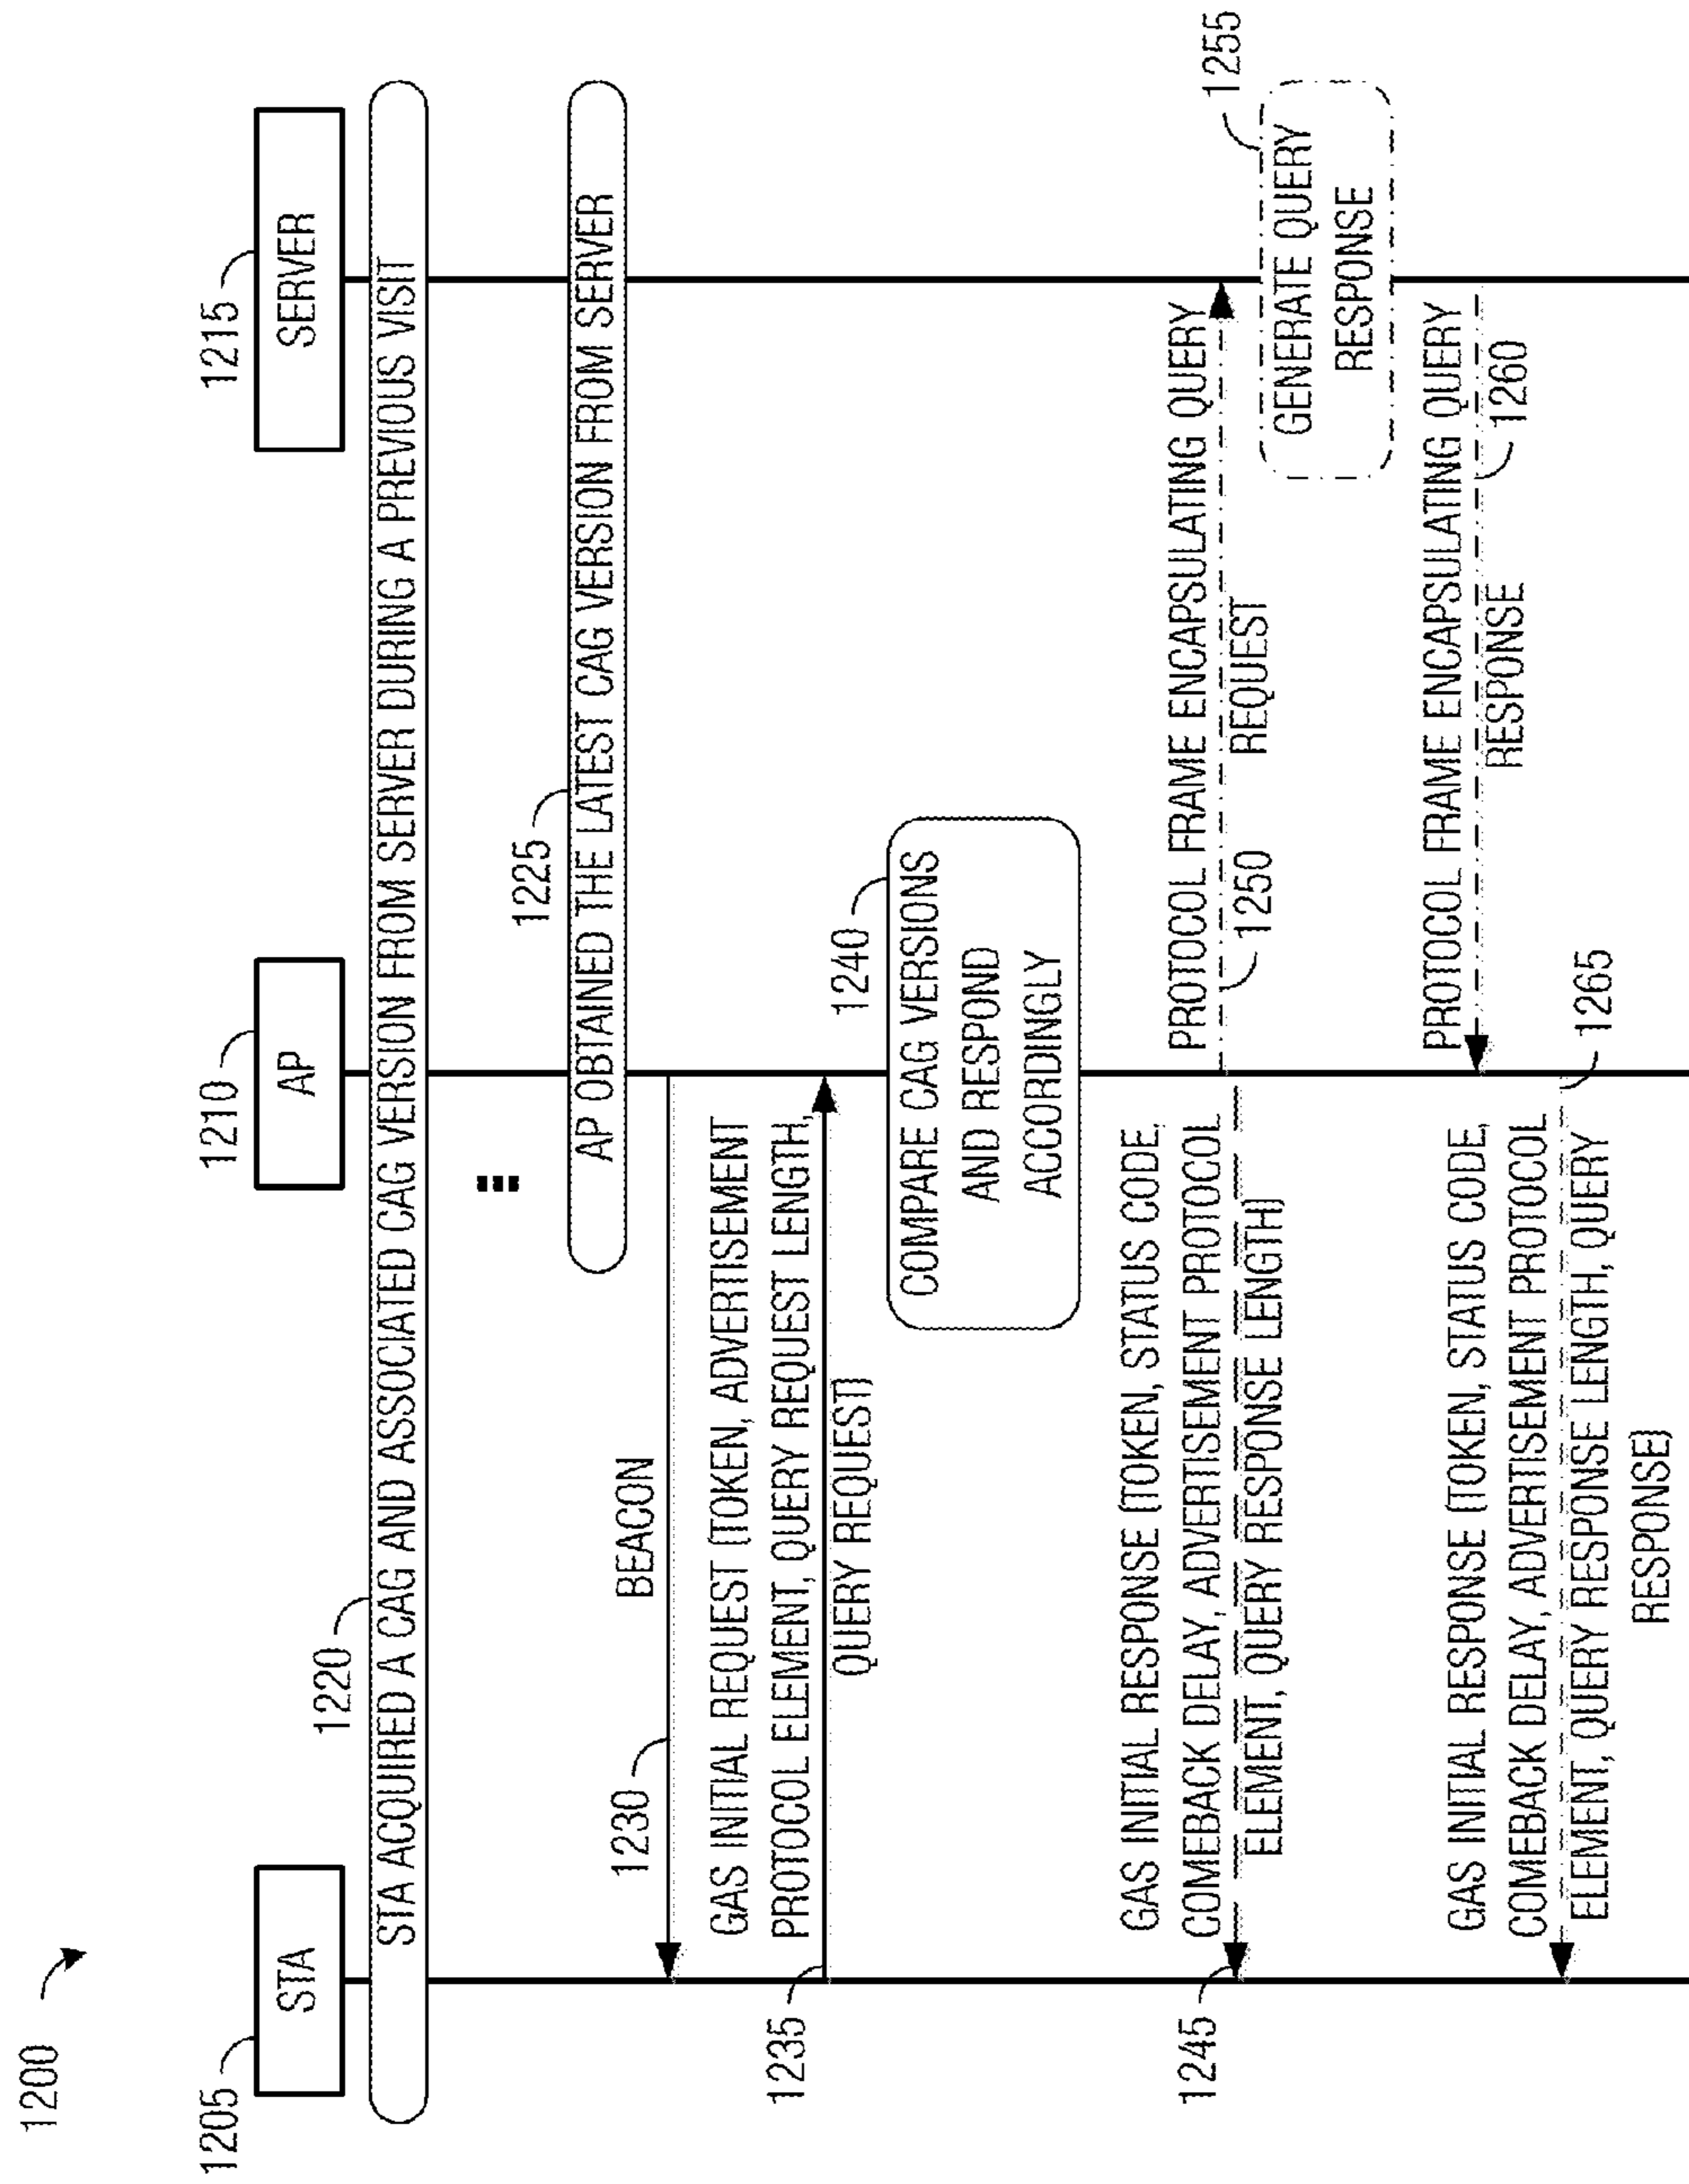 1200
1205
STA
1210
AP
1215
SERVER
1220
STA ACQUIRED A CAG AND ASSOCIATED CAG VERSION FROM SERVER DURING A PREVIOUS VISIT
1225
AP OBTAINED THE LATEST CAG VERSION FROM SERVER
1230
BEACON
GAS INITIAL REQUEST (TOKEN, ADVERTISEMENT
PROTOCOL ELEMENT, QUERY REQUEST LENGTH,
QUERY REQUEST)
1235
1240
COMPARE CAG VERSIONS
AND RESPOND
ACCORDINGLY
GAS INITIAL RESPONSE (TOKEN, STATUS CODE,
COMEBACK DELAY, ADVERTISEMENT PROTOCOL
ELEMENT, QUERY RESPONSE LENGTH)
1245
PROTOCOL FRAME ENCAPSULATING QUERY
REQUEST
1250
1255
GENERATE QUERY
RESPONSE
PROTOCOL FRAME ENCAPSULATING QUERY
RESPONSE
1260
GAS INITIAL RESPONSE (TOKEN, STATUS CODE,
COMEBACK DELAY, ADVERTISEMENT PROTOCOL
ELEMENT, QUERY RESPONSE LENGTH, QUERY
RESPONSE)
1265